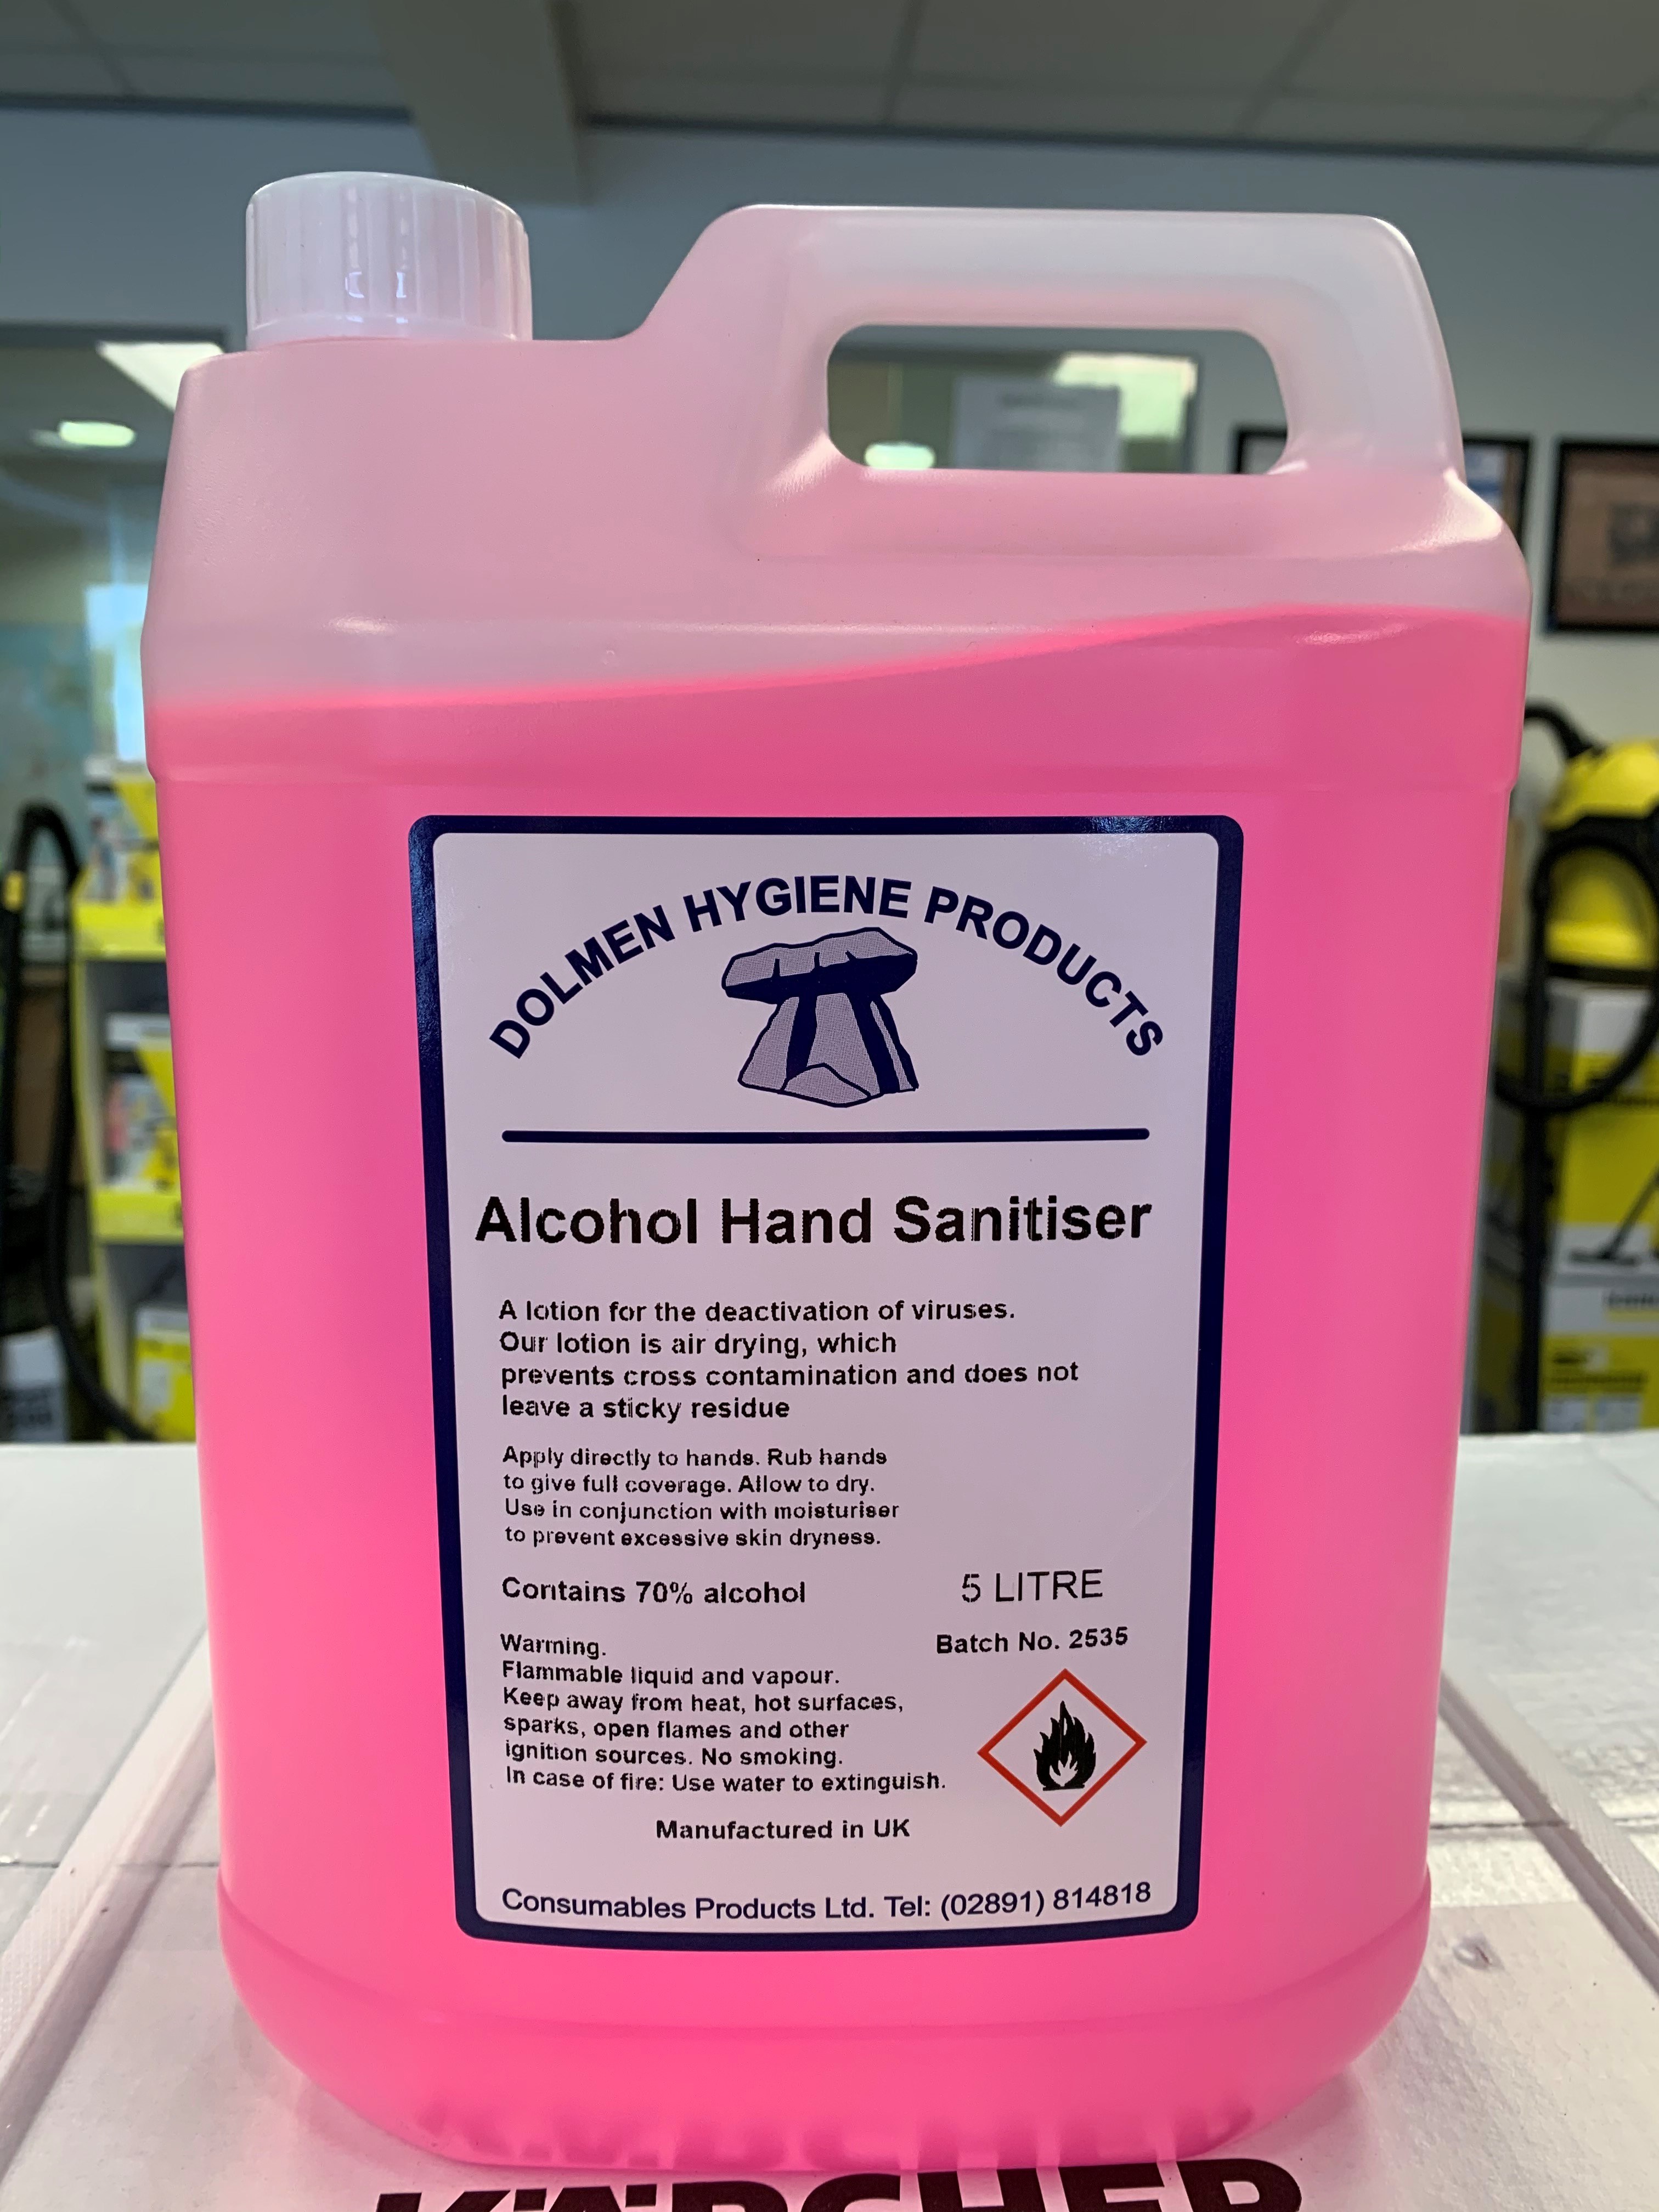 DOLMEN HYGIENE PRODUCTS
Alcohol Hand Sanitiser
A lotion for the deactivation of viruses.
Our lotion is air drying, which
prevents cross contamination and does not
leave a sticky residue
Apply directly to hands. Rub hands
to give full coverage. Allow to dry.
Use in conjunction with moisturiser
to prevent excessive skin dryness.
Contains 70% alcohol
5 LITRE
Batch No. 2535
Warning.
Flammable liquid and vapour.
Keep away from heat, hot surfaces,
sparks, open flames and other
ignition sources. No smoking.
In case of fire: Use water to extinguish.
Manufactured in UK
Consumables Products Ltd. Tel: (02891) 814818
KÄRCHER